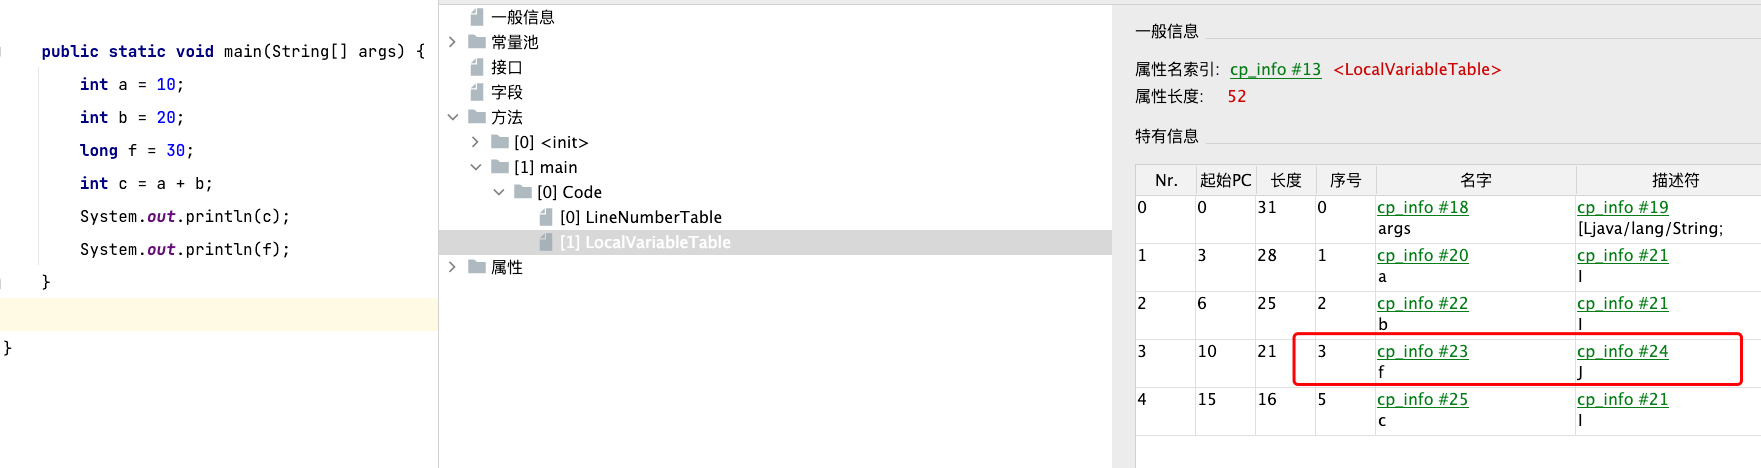 public static void main(String[] args) {
int a = 10;
int b = 20;
long f = 30;
int c = a + b;
System.out.println(c);
System.out.println(f);
}
}
一般信息
常量池
接口
字段
方法
[0] <init>
[1] main
[0] Code
[0] LineNumberTable
[1] LocalVariableTable
属性
一般信息
属性名索引: cp_info #13 <LocalVariableTable>
属性长度: 52
特有信息
Nr. 起始PC 长度 序号 名字 描述符
0 0 31 0 cp_info #18 cp_info #19
args [Ljava/lang/String;
1 3 28 1 cp_info #20 cp_info #21
a I
2 6 25 2 cp_info #22 cp_info #21
b I
3 10 21 3 cp_info #23 cp_info #24
f J
4 15 16 5 cp_info #25 cp_info #21
c I